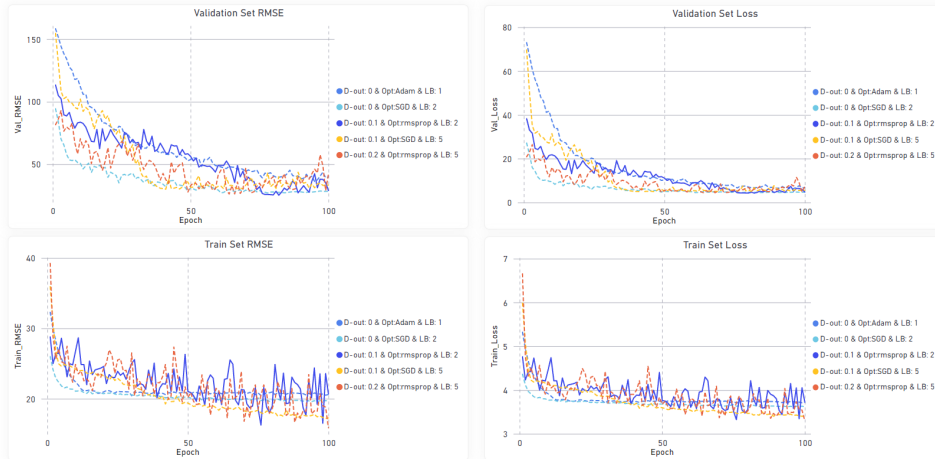 Validation Set RMSE
150
100
50
Val_RMSE
0
50
100
Epoch
D-out: 0 & Opt:Adam & LB: 1
D-out: 0 & Opt:SGD & LB: 2
D-out: 0.1 & Opt:rmsprop & LB: 2
D-out: 0.1 & Opt:SGD & LB: 5
D-out: 0.2 & Opt:rmsprop & LB: 5
Validation Set Loss
80
60
40
20
0
Val_Loss
0
50
100
Epoch
D-out: 0 & Opt:Adam & LB: 1
D-out: 0 & Opt:SGD & LB: 2
D-out: 0.1 & Opt:rmsprop & LB: 2
D-out: 0.1 & Opt:SGD & LB: 5
D-out: 0.2 & Opt:rmsprop & LB: 5
Train Set RMSE
40
30
20
Train_RMSE
0
50
100
Epoch
D-out: 0 & Opt:Adam & LB: 1
D-out: 0 & Opt:SGD & LB: 2
D-out: 0.1 & Opt:rmsprop & LB: 2
D-out: 0.1 & Opt:SGD & LB: 5
D-out: 0.2 & Opt:rmsprop & LB: 5
Train Set Loss
7
6
5
4
3
Train_Loss
0
50
100
Epoch
D-out: 0 & Opt:Adam & LB: 1
D-out: 0 & Opt:SGD & LB: 2
D-out: 0.1 & Opt:rmsprop & LB: 2
D-out: 0.1 & Opt:SGD & LB: 5
D-out: 0.2 & Opt:rmsprop & LB: 5